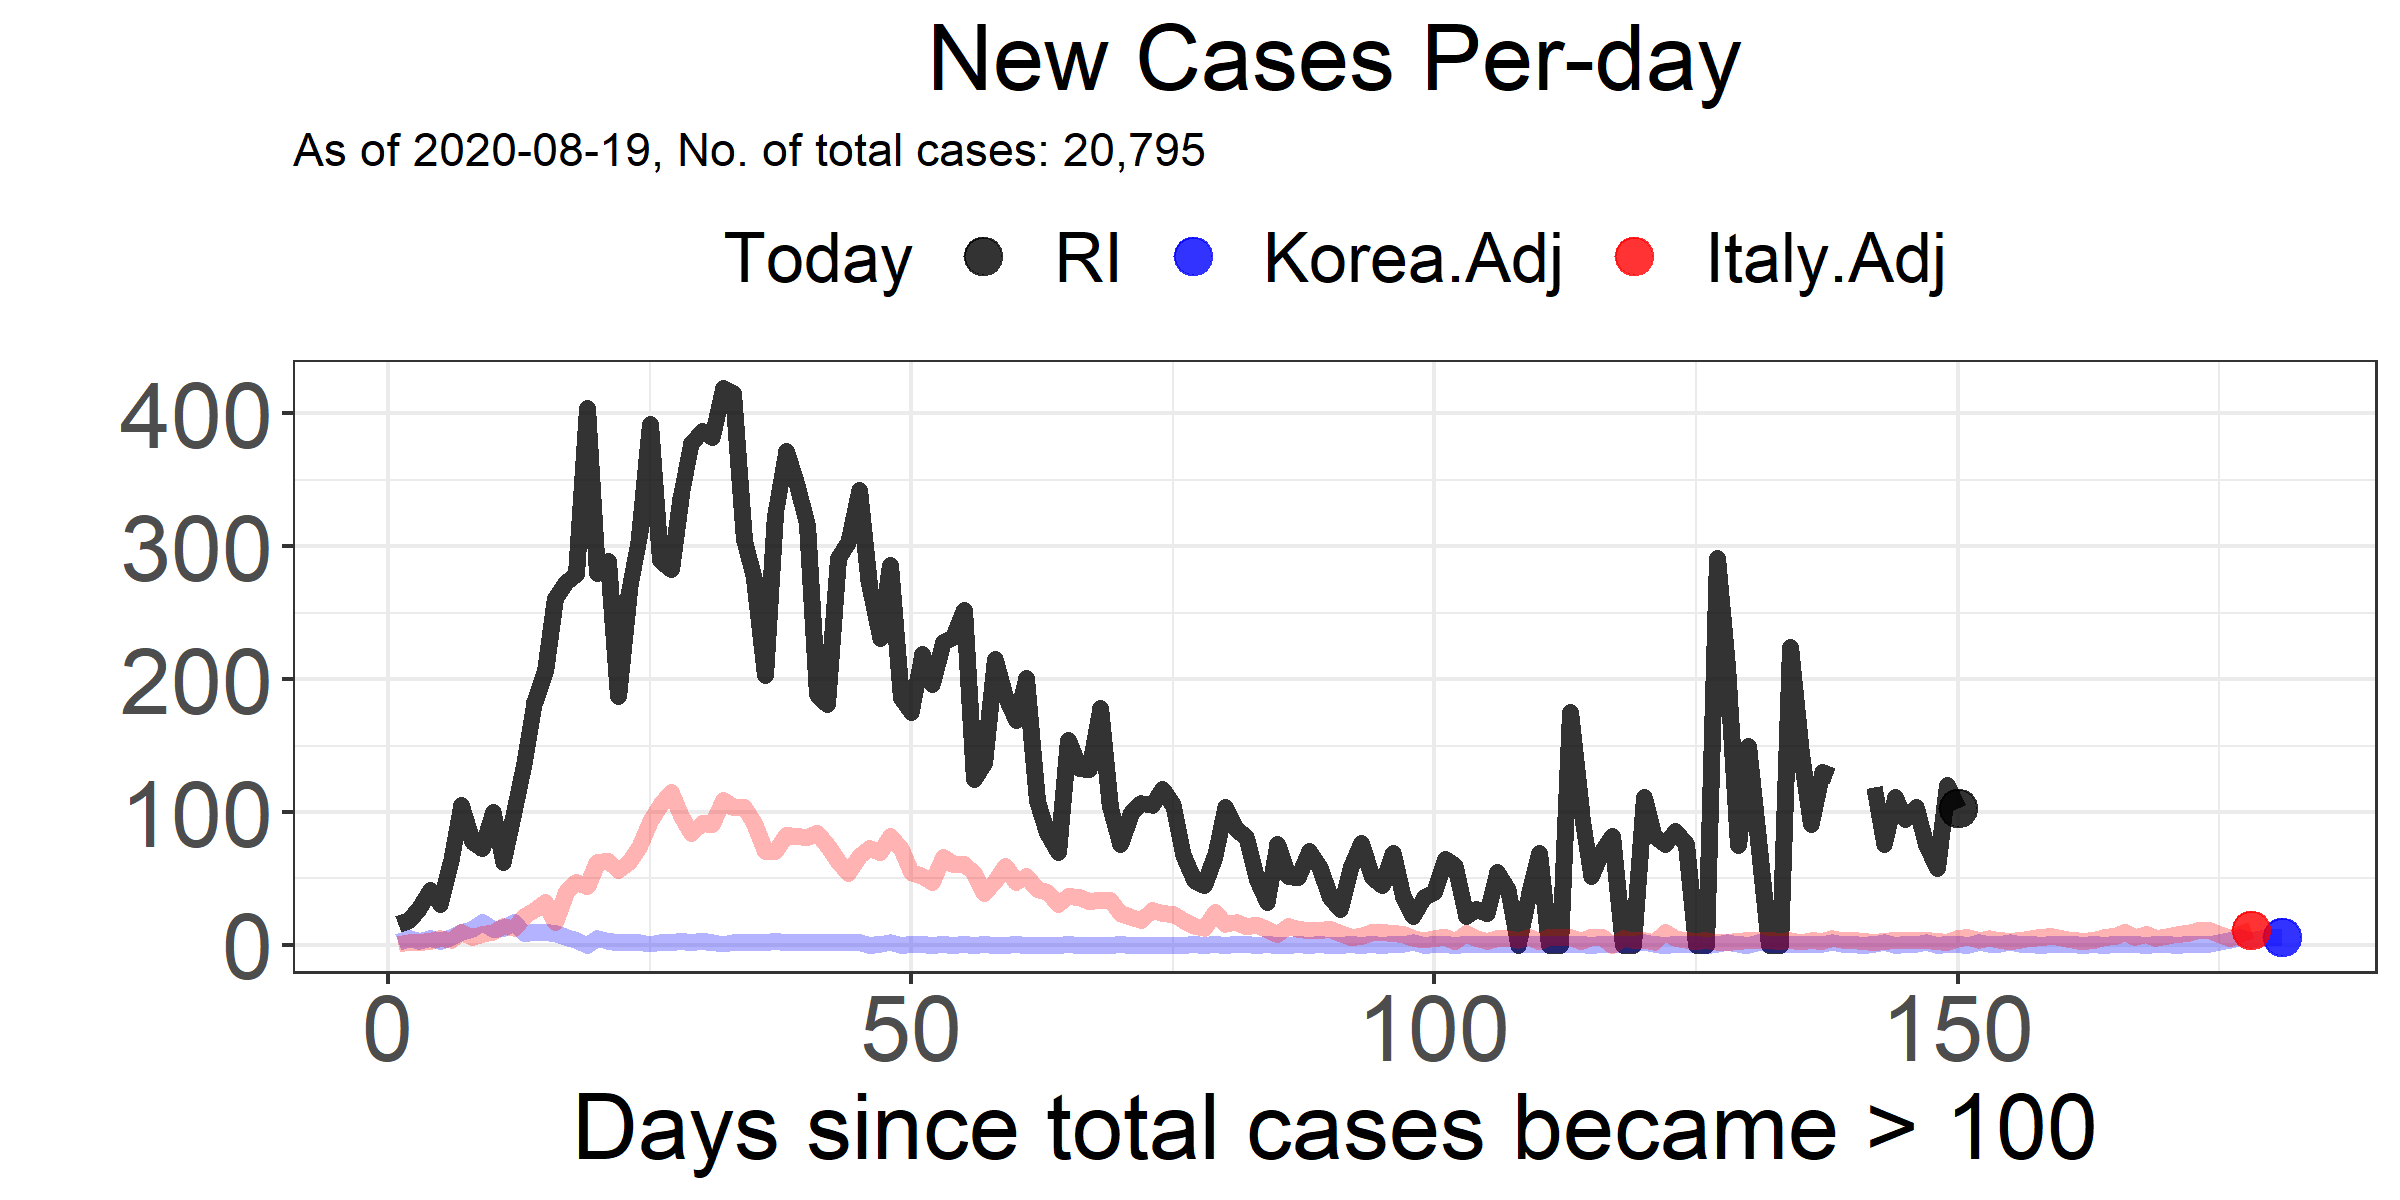 New Cases Per-day
As of 2020-08-19, No. of total cases: 20,795
Today RI Korea.Adj Italy.Adj
400
300
200
100
0
0 50 100 150
Days since total cases became > 100